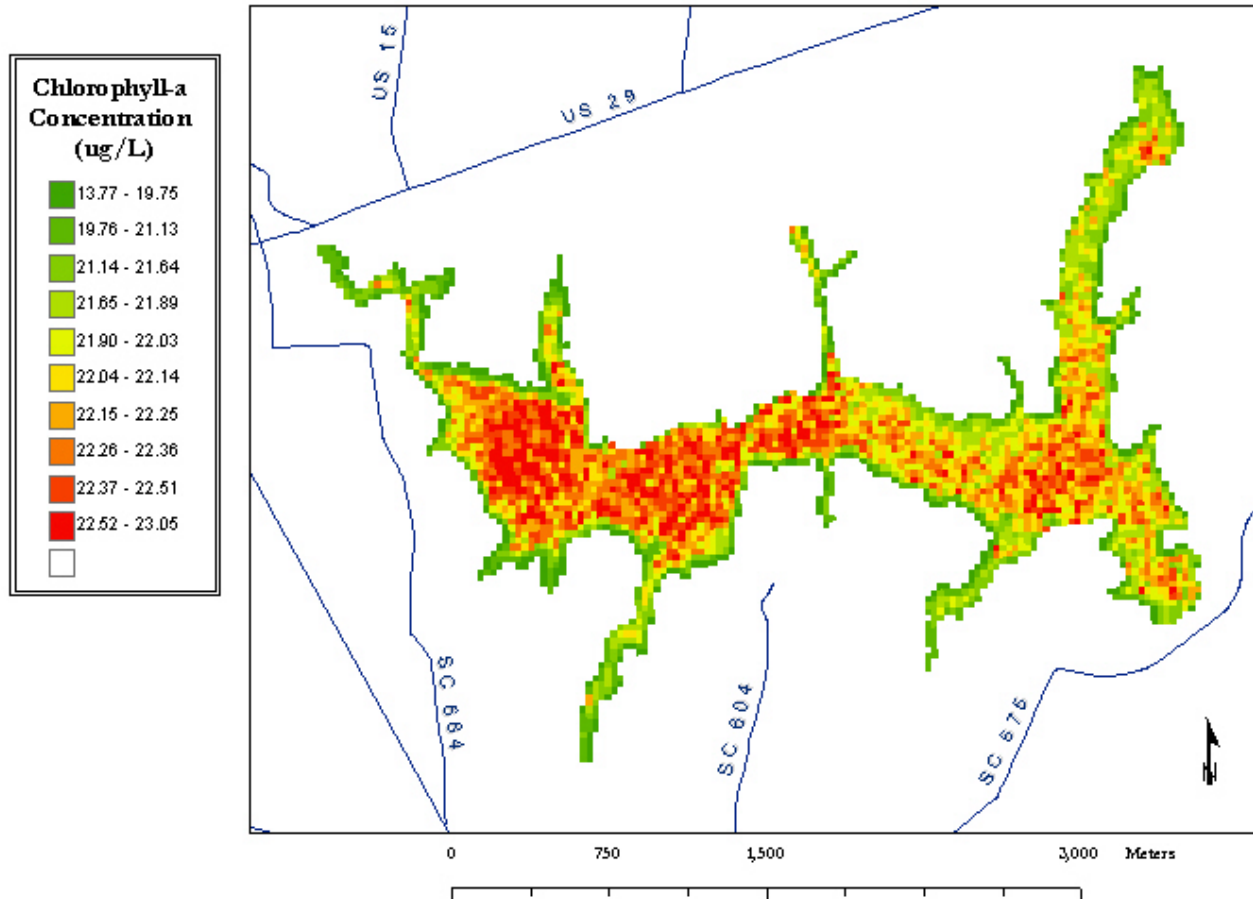 Chlorophyll-a
Concentration
(ug/L)
13.77 - 19.75
19.76 - 21.13
21.14 - 21.64
21.65 - 21.89
21.90 - 22.03
22.04 - 22.14
22.15 - 22.25
22.26 - 22.36
22.37 - 22.51
22.52 - 23.05
US 15
US 29
SC 664
SC 604
SC 675
N
0 750 1,500 3,000 Meters